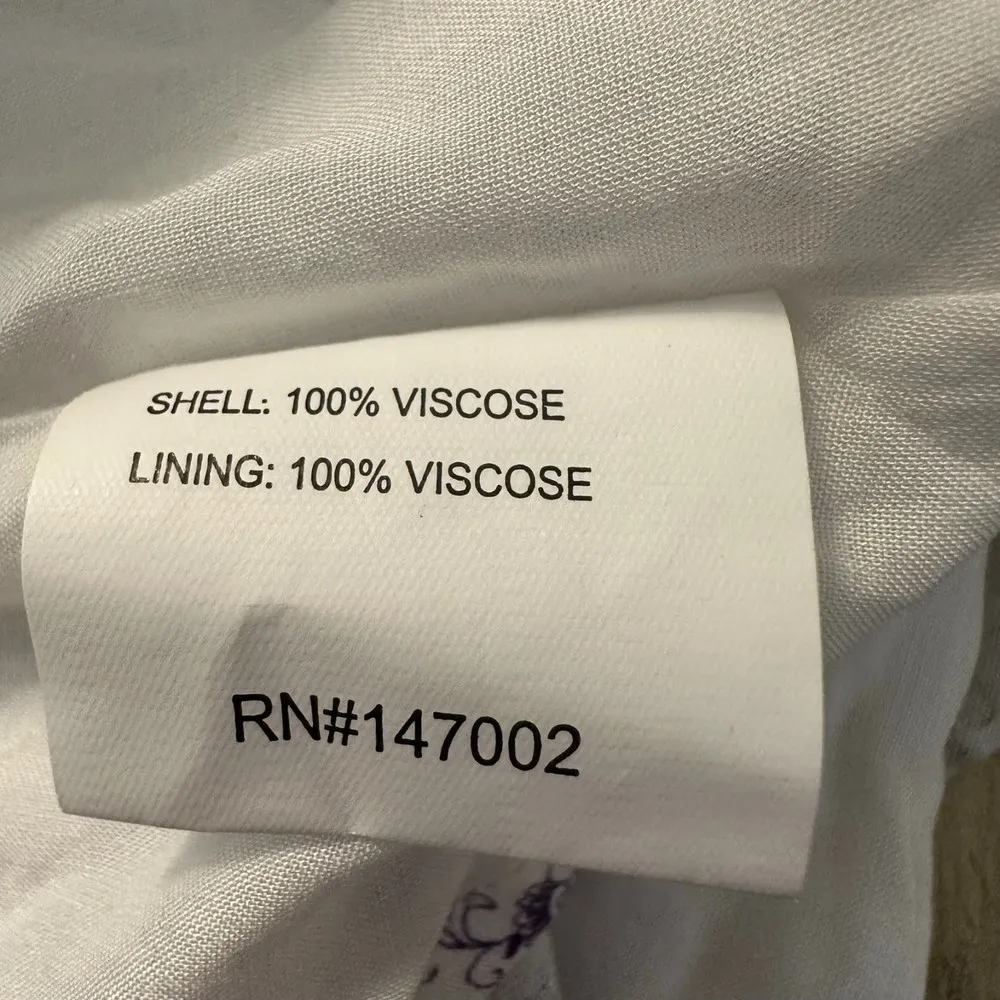 SHELL: 100% VISCOSE
LINING: 100% VISCOSE
RN#147002